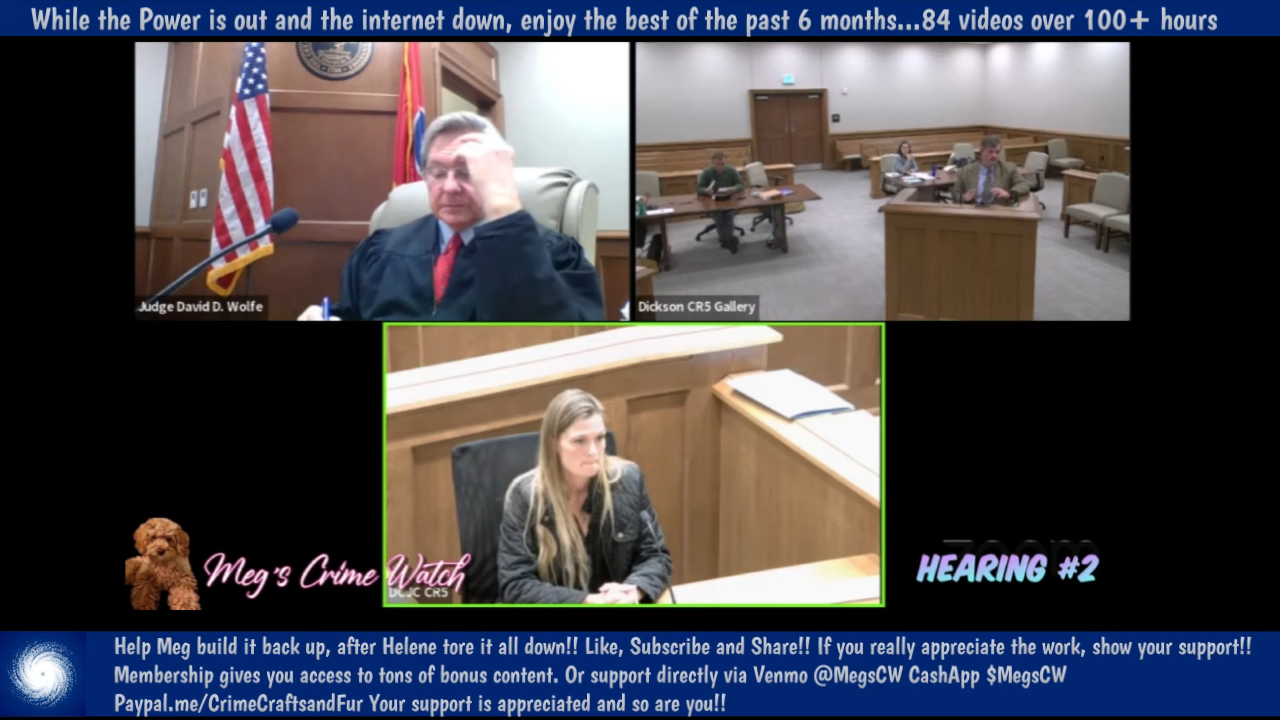 While the Power is out and the internet down, enjoy the best of the past 6 months...84 videos over 100+ hours
Judge David D. Wolfe
Dickson CR5 Gallery
Meg's Crime Watch
DCJC CR5
HEARING #2
Help Meg build it back up, after Helene tore it all down!! Like, Subscribe and Share!! If you really appreciate the work, show your support!!
Membership gives you access to tons of bonus content. Or support directly via Venmo @MegsCW CashApp $MegsCW
Paypal.me/CrimeCraftsandFur Your support is appreciated and so are you!!